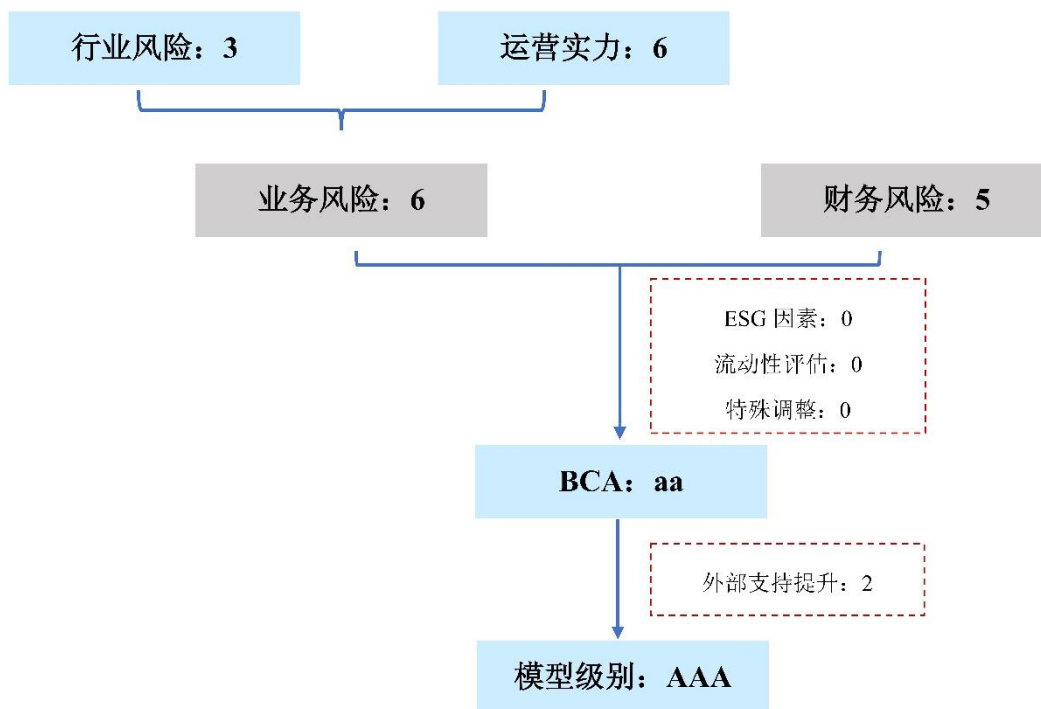 行业风险：3
运营实力：6
业务风险：6
财务风险：5
ESG 因素：0
流动性评估：0
特殊调整：0
BCA：aa
外部支持提升：2
模型级别：AAA